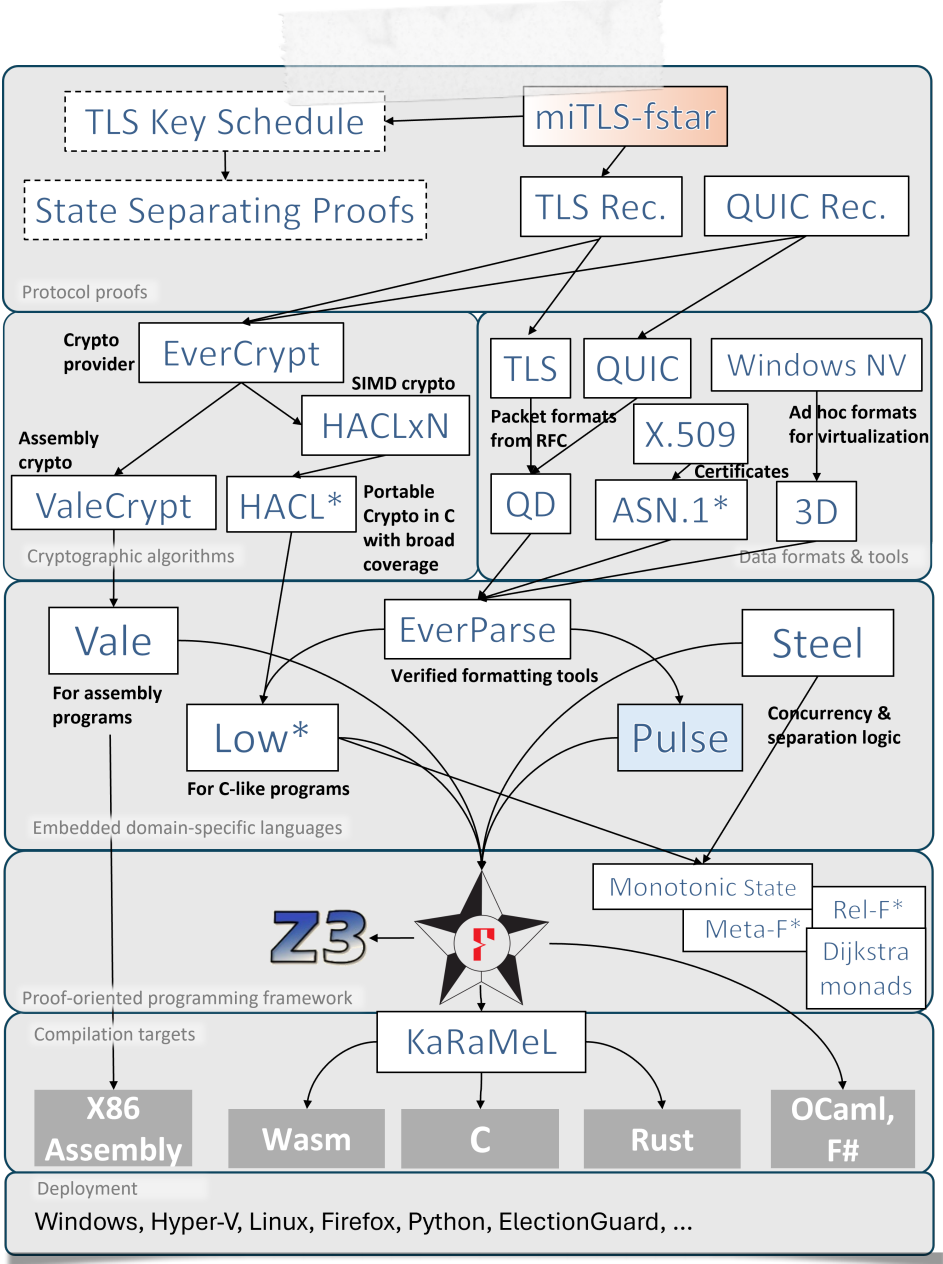 TLS Key Schedule
miTLS-fstar
State Separating Proofs
TLS Rec.
QUIC Rec.
Protocol proofs
Crypto
provider
EverCrypt
SIMD crypto
HACLxN
Assembly
crypto
ValeCrypt
HACL*
Portable
Crypto in C
with broad
coverage
Cryptographic algorithms
TLS
QUIC
Windows NV
Packet formats
from RFC
X.509
Ad hoc formats
for virtualization
Certificates
QD
ASN.1*
3D
Data formats & tools
Vale
For assembly
programs
EverParse
Verified formatting tools
Steel
Low*
For C-like programs
Pulse
Concurrency &
separation logic
Embedded domain-specific languages
Z3
F
Monotonic State
Meta-F*
Rel-F*
Dijkstra
monads
Proof-oriented programming framework
Compilation targets
KaRaMeL
X86
Assembly
Wasm
C
Rust
OCaml,
F#
Deployment
Windows, Hyper-V, Linux, Firefox, Python, ElectionGuard, ...